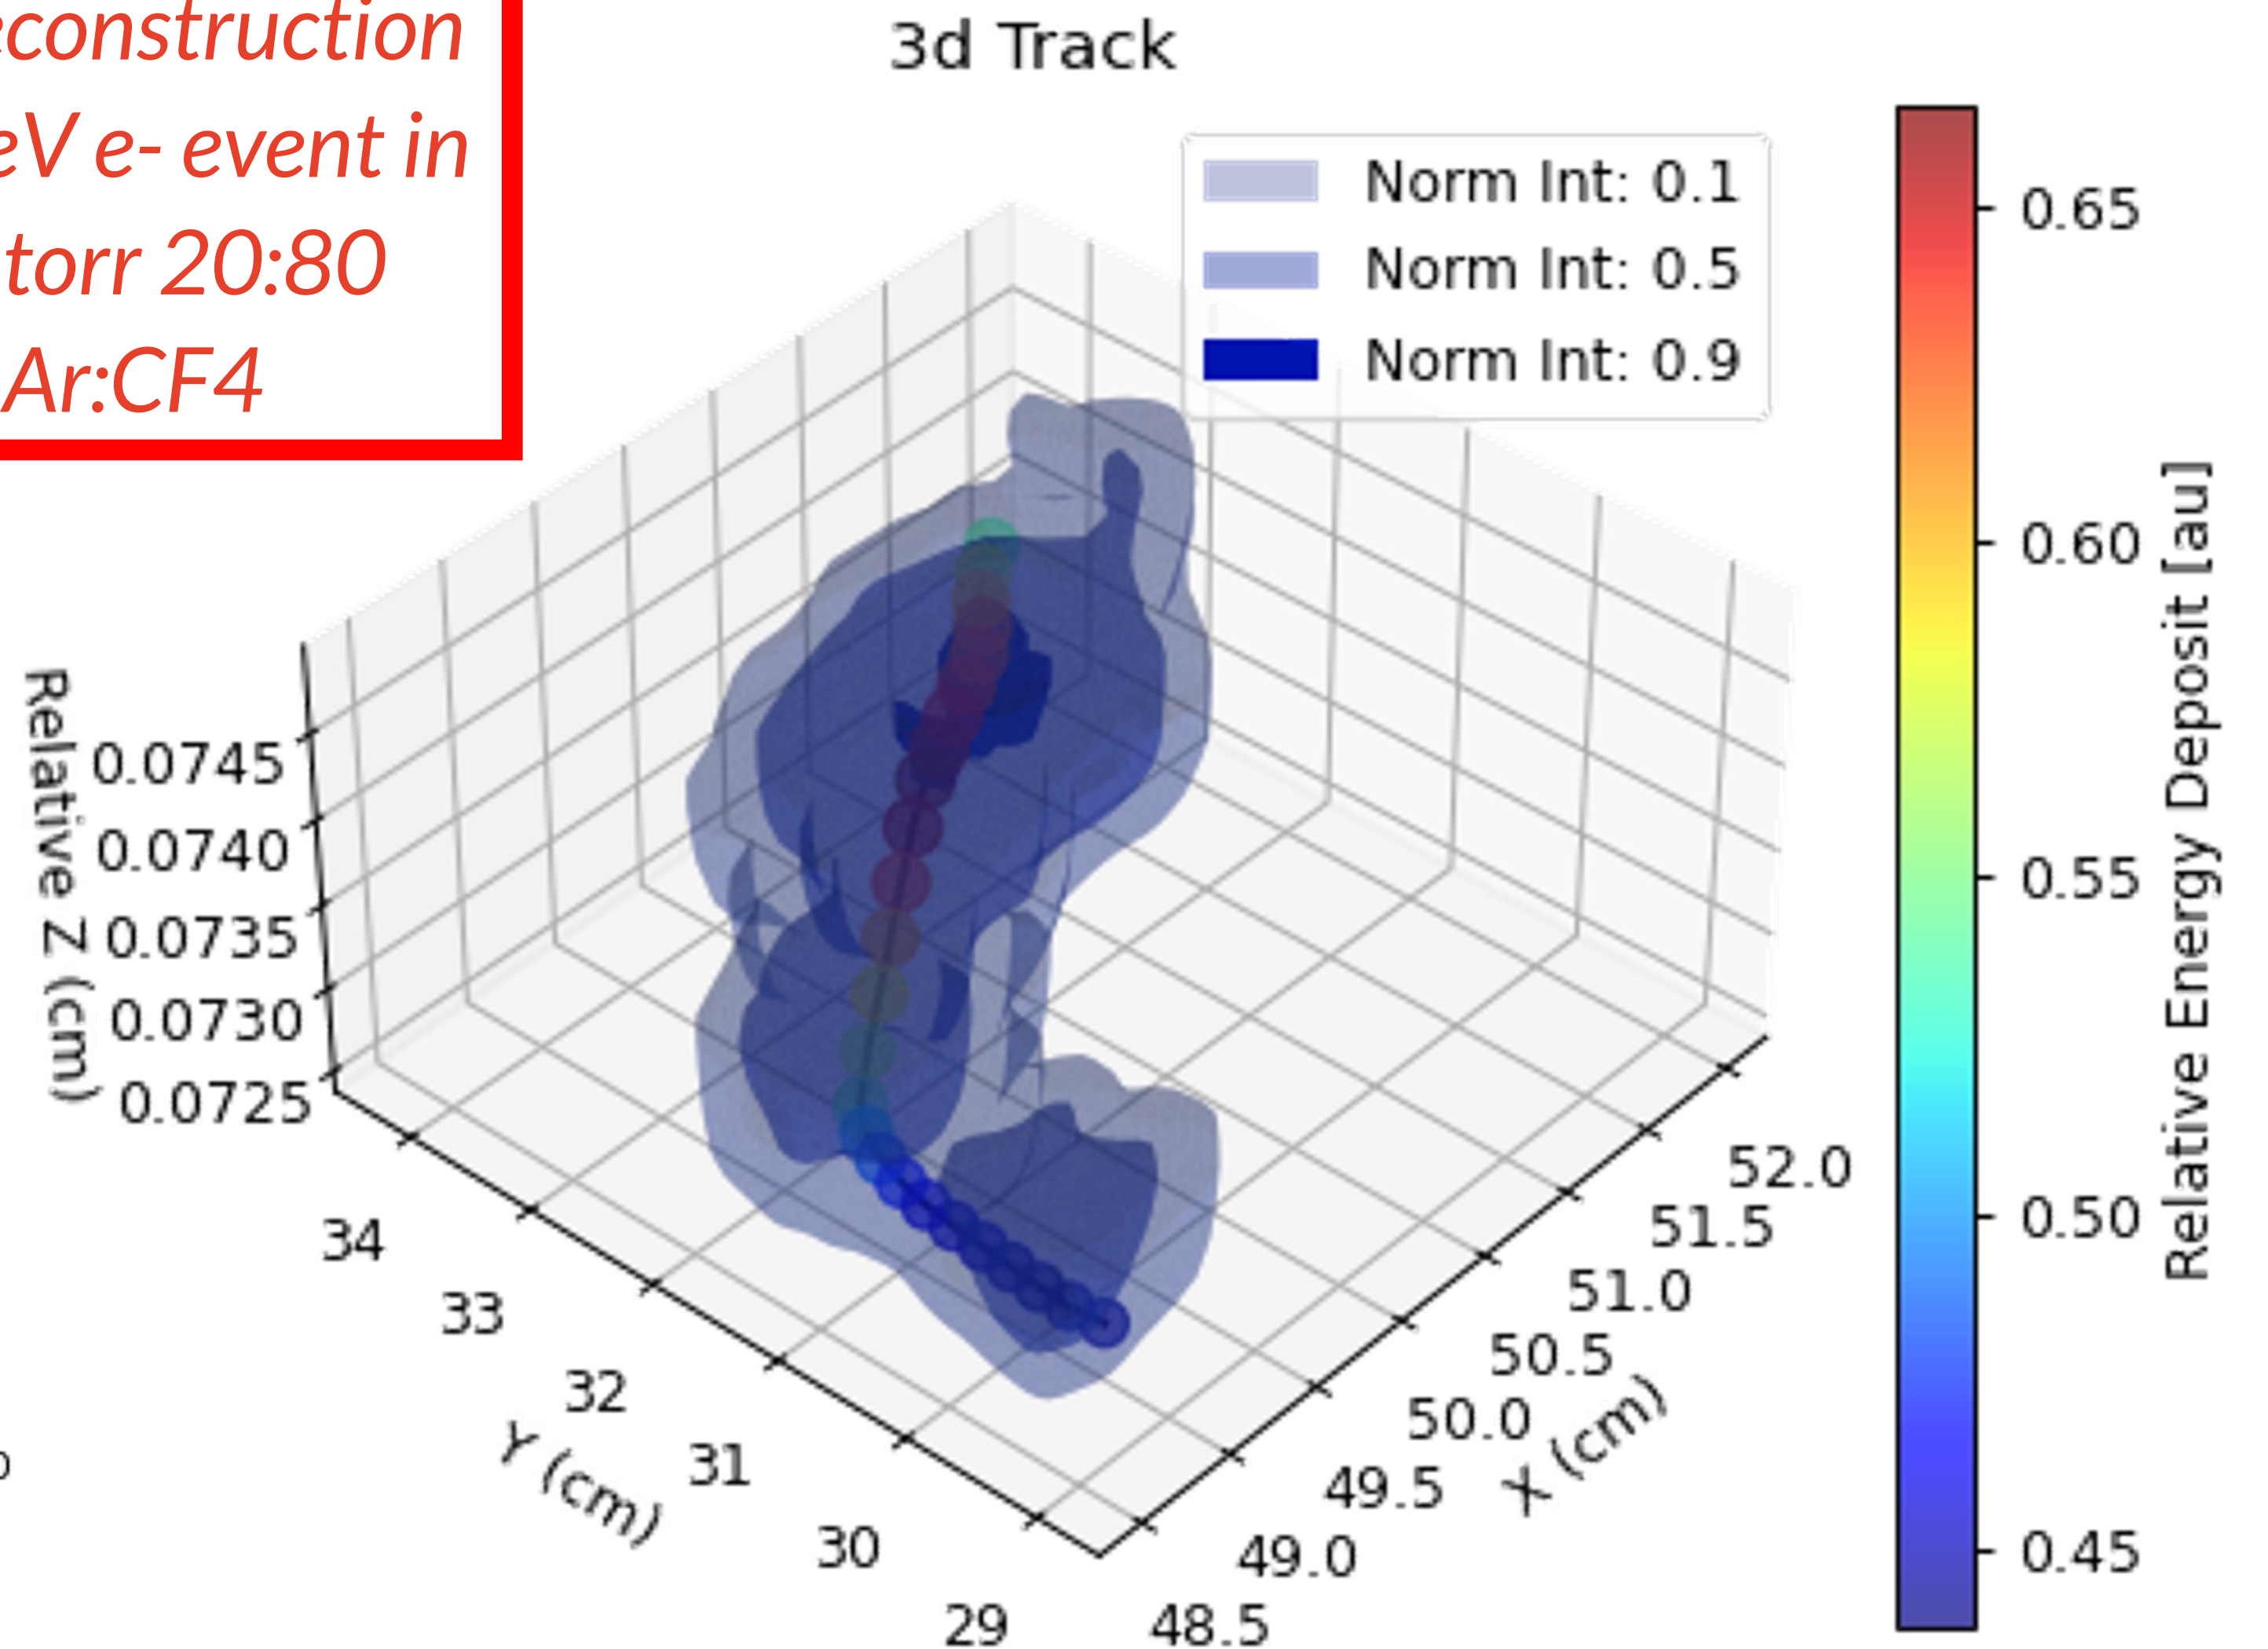 econstruction
eV e- event in
torr 20:80
Ar:CF4
3d Track
Norm Int: 0.1
Norm Int: 0.5
Norm Int: 0.9
Relative Z (cm)
0.0745
0.0740
0.0735
0.0730
0.0725
34
33
32
31
30
29
Y (cm)
52.0
51.5
51.0
50.5
50.0
49.5
49.0
48.5
X (cm)
0.65
0.60
0.55
0.50
0.45
Relative Energy Deposit [au]